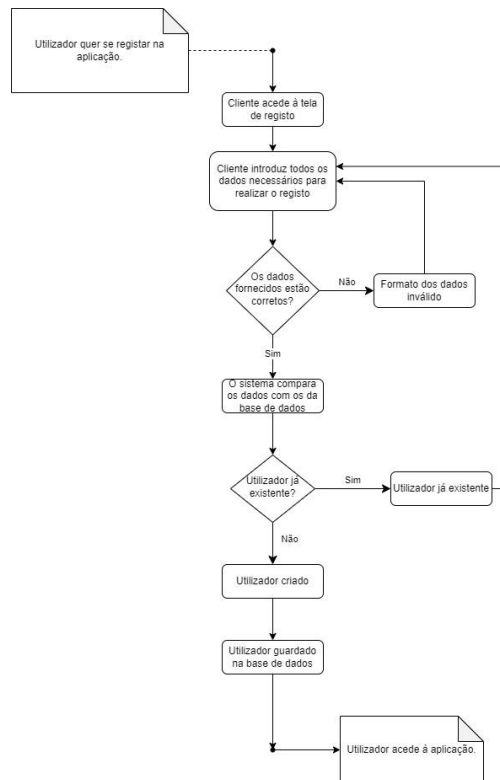 Utilizador quer se registar na
aplicação.
Cliente acede à tela
de registo
Cliente introduz todos os
dados necessários para
realizar o registo
Os dados
fornecidos estão
corretos?
Não
Formato dos dados
inválido
Sim
O sistema compara
os dados com os da
base de dados
Utilizador já
existente?
Sim
Utilizador já existente
Não
Utilizador criado
Utilizador guardado
na base de dados
Utilizador acede á aplicação.